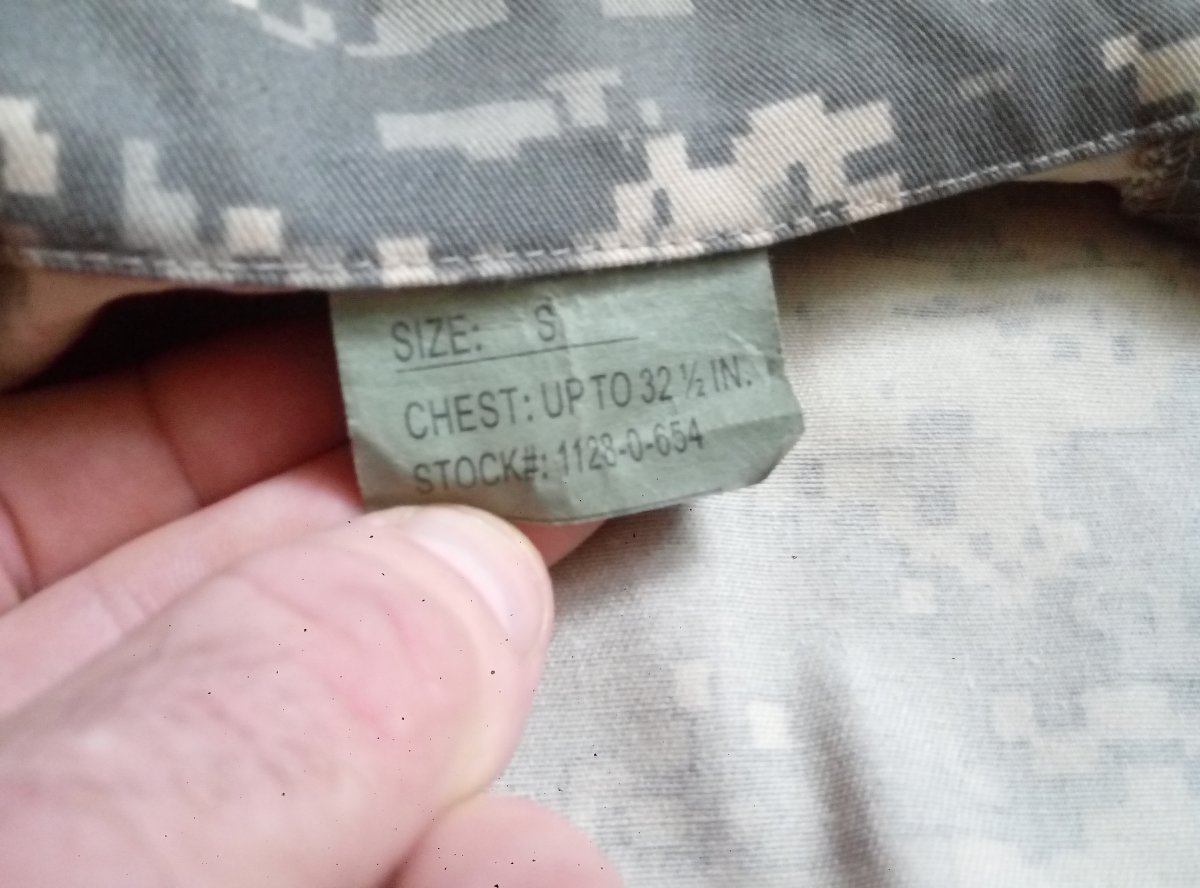 SIZE: S
CHEST: UP TO 32 ½ IN.
STOCK#: 1128-0-654